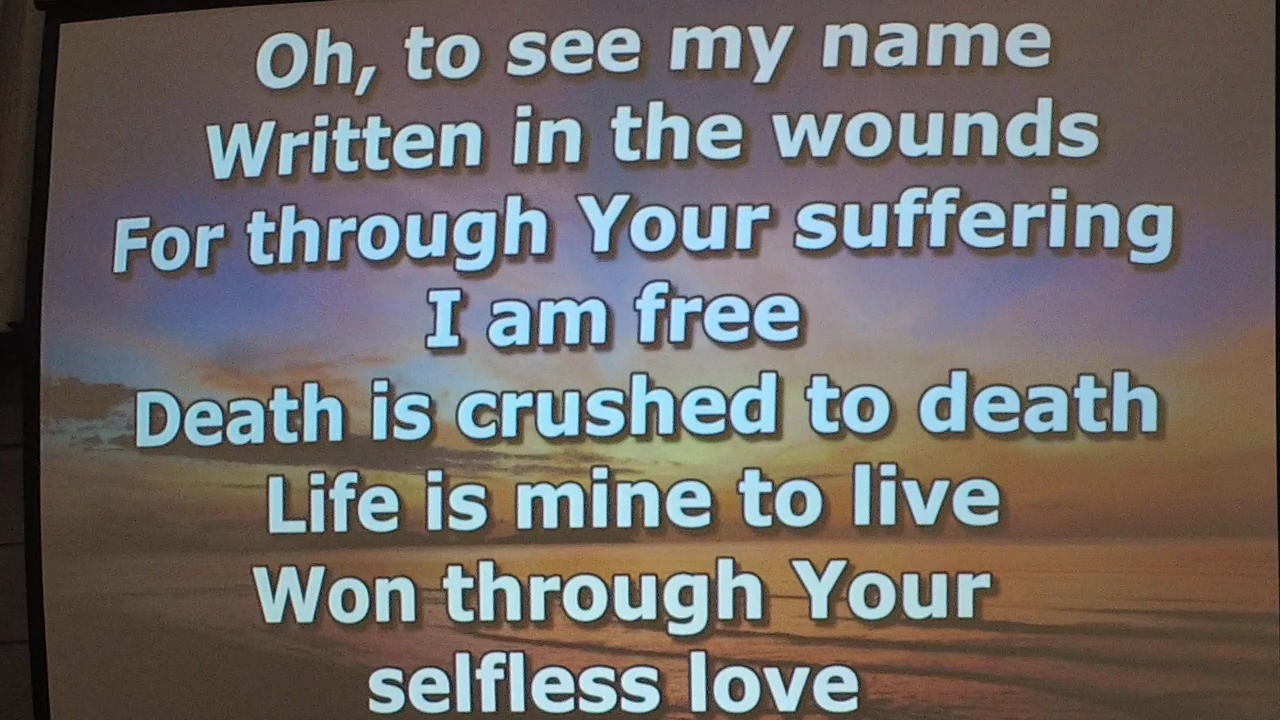 Oh, to see my name
Written in the wounds
For through Your suffering
I am free
Death is crushed to death
Life is mine to live
Won through Your
selfless love